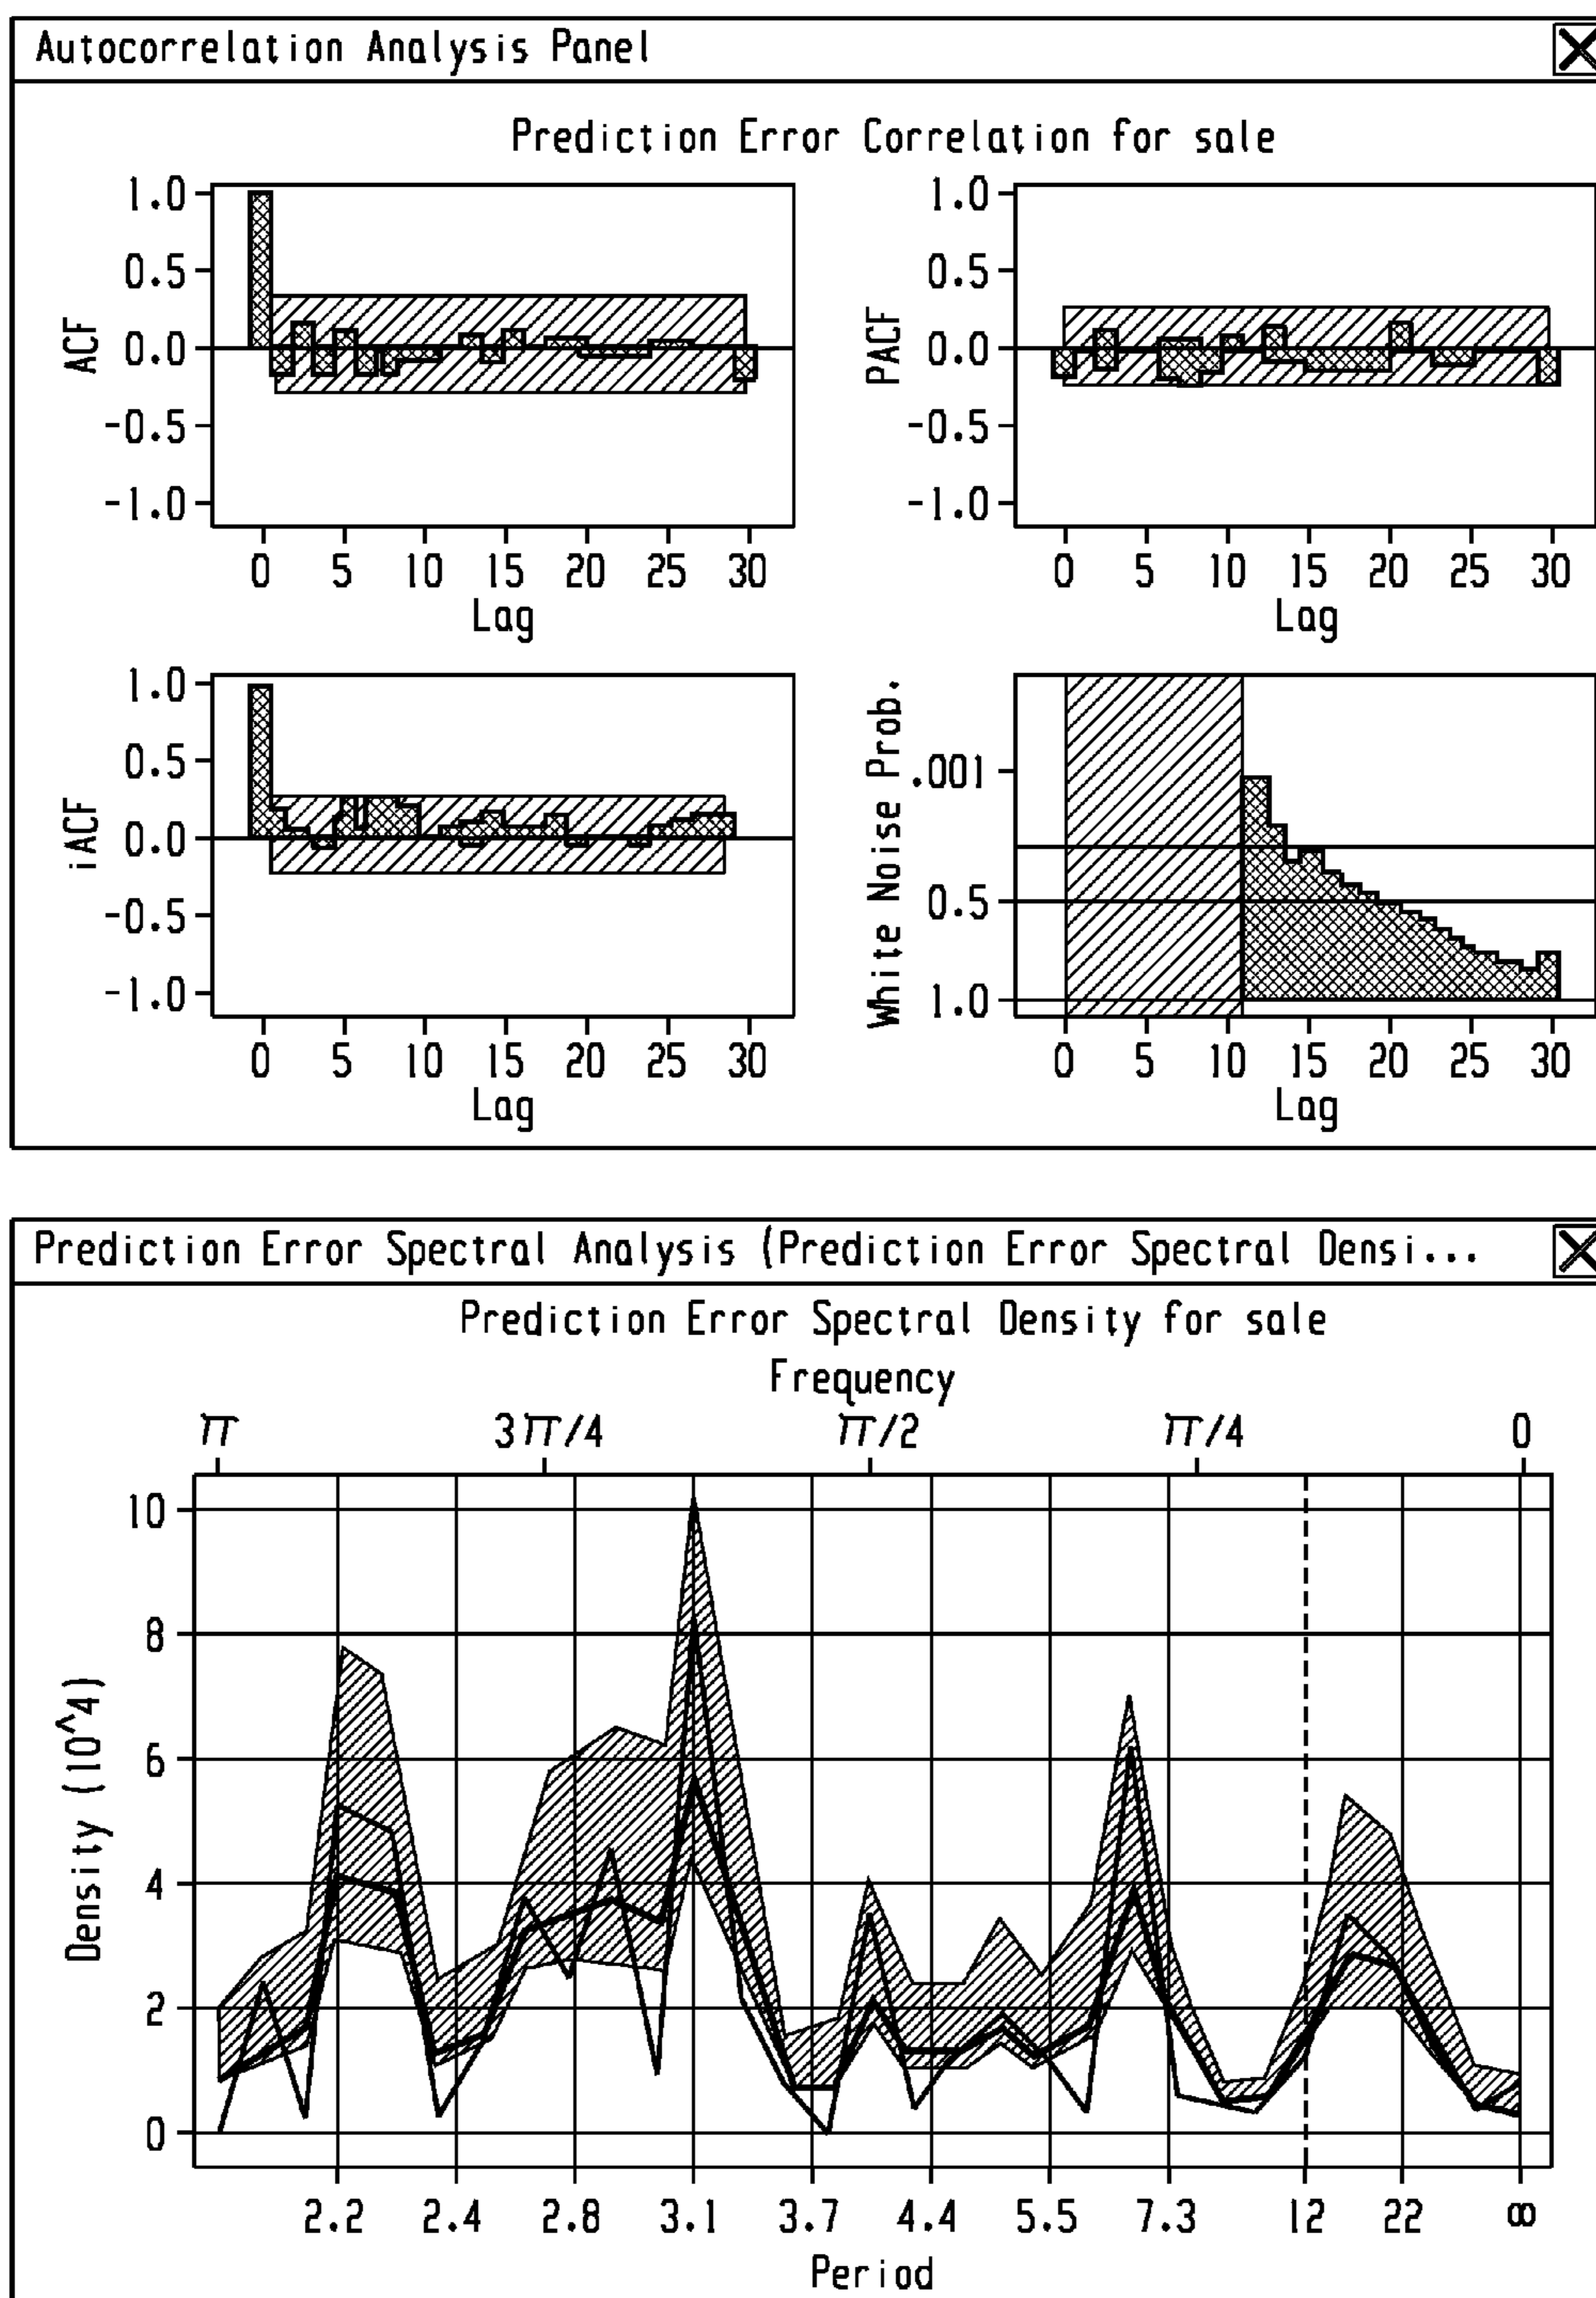 Autocorrelation Analysis Panel
Prediction Error Correlation for sale
1.0
0.5
0.0
-0.5
-1.0
ACF
0 5 10 15 20 25 30
Lag
1.0
0.5
0.0
-0.5
-1.0
PACF
0 5 10 15 20 25 30
Lag
1.0
0.5
0.0
-0.5
-1.0
iACF
0 5 10 15 20 25 30
Lag
.001
0.5
1.0
White Noise Prob.
0 5 10 15 20 25 30
Lag
Prediction Error Spectral Analysis (Prediction Error Spectral Densi...
Prediction Error Spectral Density for sale
Frequency
π 3π/4 π/2 π/4 0
10
8
6
4
2
0
Density (10^4)
2.2 2.4 2.8 3.1 3.7 4.4 5.5 7.3 12 22 ∞
Period